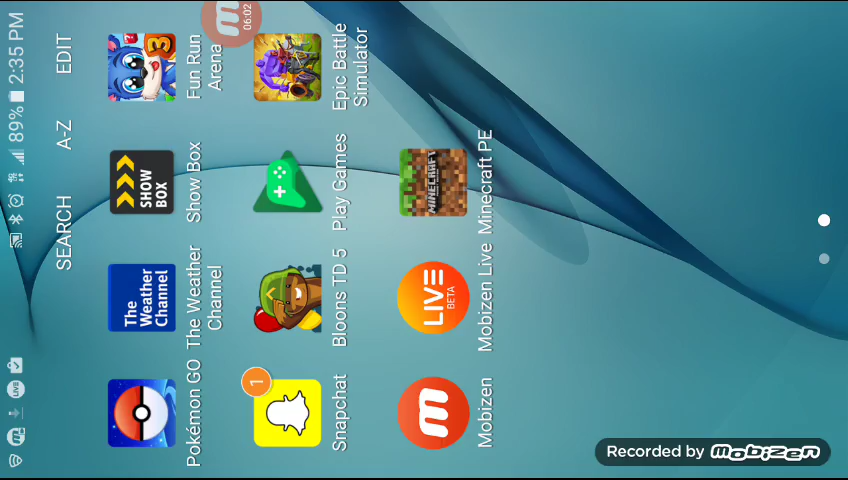 89% 2:35 PM
SEARCH A-Z EDIT
The
Weather
Channel
SHOW
BOX
3
Pokémon GO
The Weather
Channel
Show Box
Fun Run
Arena
06:02
1
Snapchat
Bloons TD 5
Play Games
Epic Battle
Simulator
m
LIVE
BETA
MINECRAFT
Mobizen
Mobizen Live
Minecraft PE
Recorded by mobizen